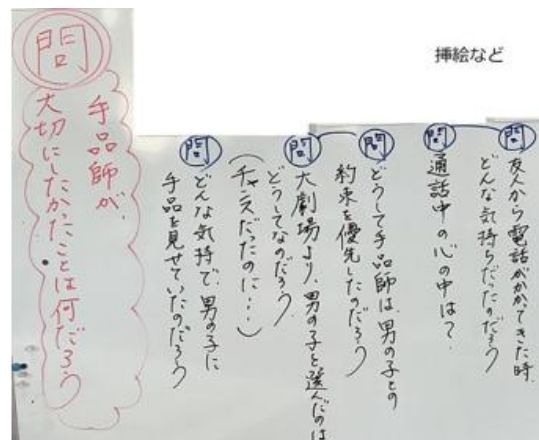 挿絵など
問
友人から電話がかかってきた時、
どんな気持ちだったのだろう
問
通話中の心の中は?
問
どうして手品師は、男の子との
約束を優先したのだろう
問
大劇場より、男の子を選んだのは
どうしてなのだろう
(チャンスだったのに…)
問
どんな気持で、男の子に
手品を見せていたのだろう
問
手品師が、
大切にしたかったことは何だろう